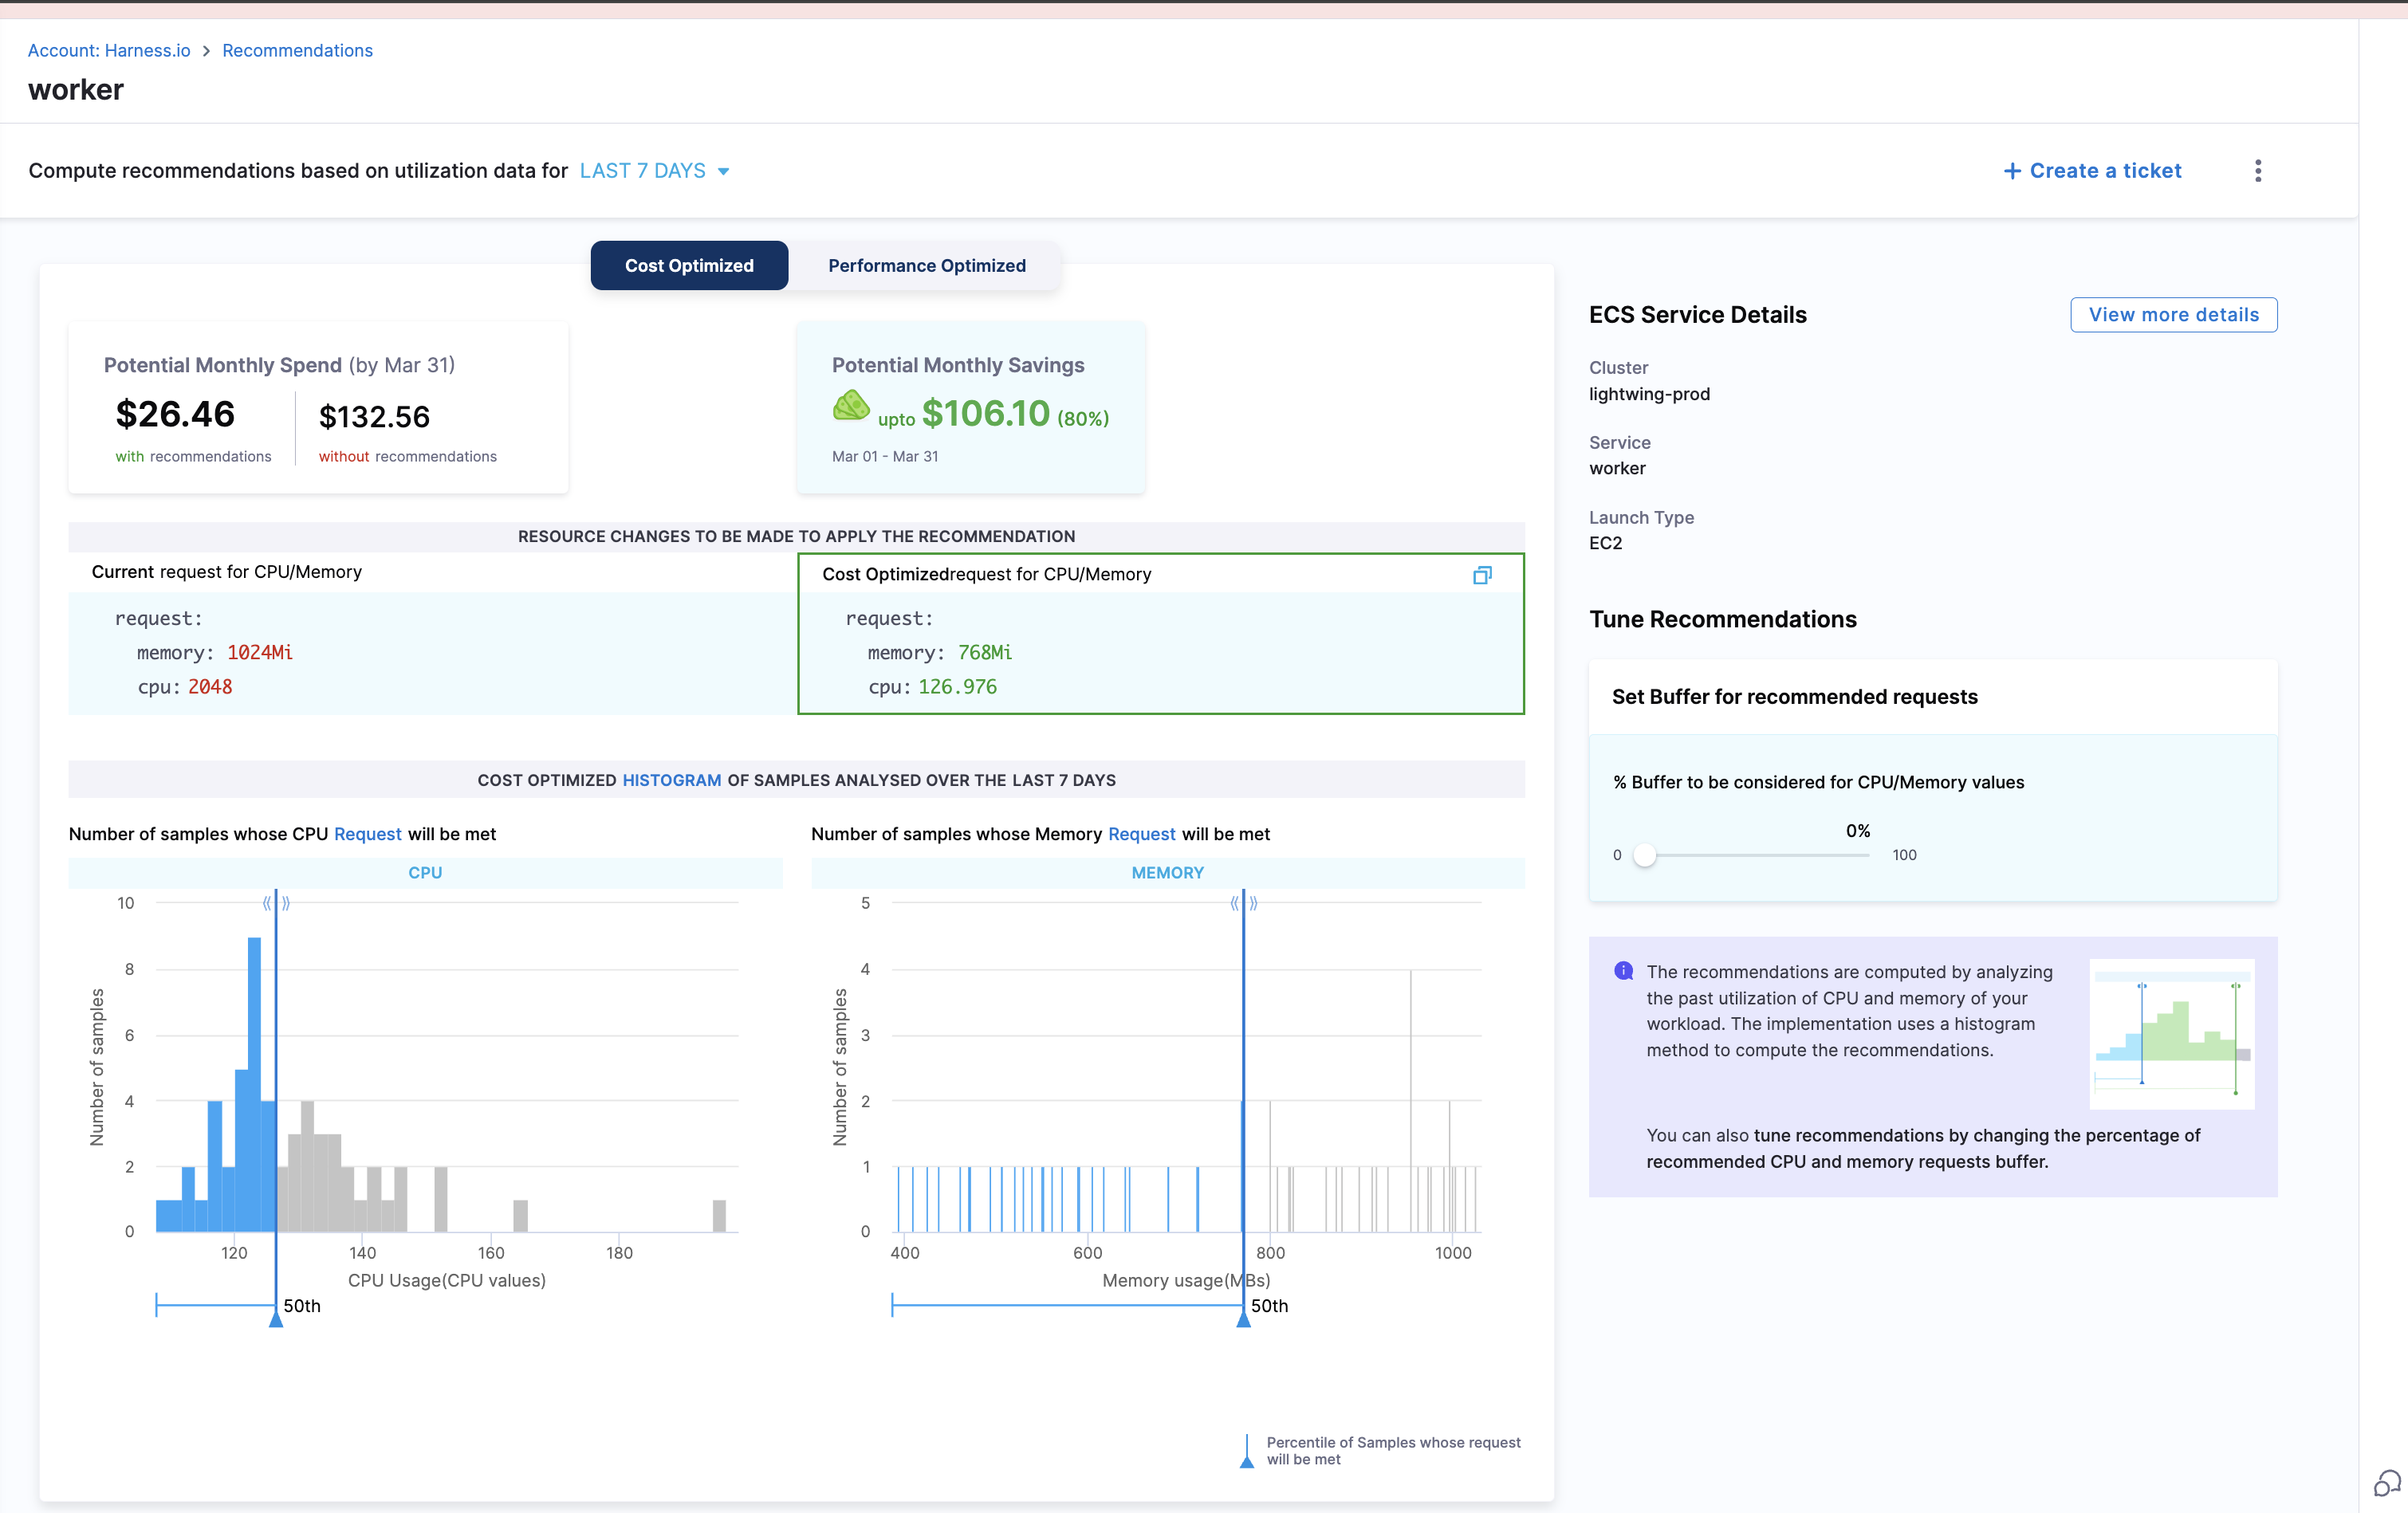 Account: Harness.io > Recommendations
worker
Compute recommendations based on utilization data for LAST 7 DAYS
+ Create a ticket
Cost Optimized
Performance Optimized
Potential Monthly Spend (by Mar 31)
$26.46
with recommendations
$132.56
without recommendations
Potential Monthly Savings
upto $106.10 (80%)
Mar 01 - Mar 31
RESOURCE CHANGES TO BE MADE TO APPLY THE RECOMMENDATION
Current request for CPU/Memory
request:
memory: 1024Mi
cpu: 2048
Cost Optimizedrequest for CPU/Memory
request:
memory: 768Mi
cpu: 126.976
COST OPTIMIZED HISTOGRAM OF SAMPLES ANALYSED OVER THE LAST 7 DAYS
Number of samples whose CPU Request will be met
CPU
Number of samples
10
8
6
4
2
0
120 140 160 180
CPU Usage(CPU values)
50th
Number of samples whose Memory Request will be met
MEMORY
Number of samples
5
4
3
2
1
0
400 600 800 1000
Memory usage(MBs)
50th
Percentile of Samples whose request
will be met
ECS Service Details
View more details
Cluster
lightwing-prod
Service
worker
Launch Type
EC2
Tune Recommendations
Set Buffer for recommended requests
% Buffer to be considered for CPU/Memory values
0%
0 100
The recommendations are computed by analyzing
the past utilization of CPU and memory of your
workload. The implementation uses a histogram
method to compute the recommendations.
You can also tune recommendations by changing the percentage of
recommended CPU and memory requests buffer.